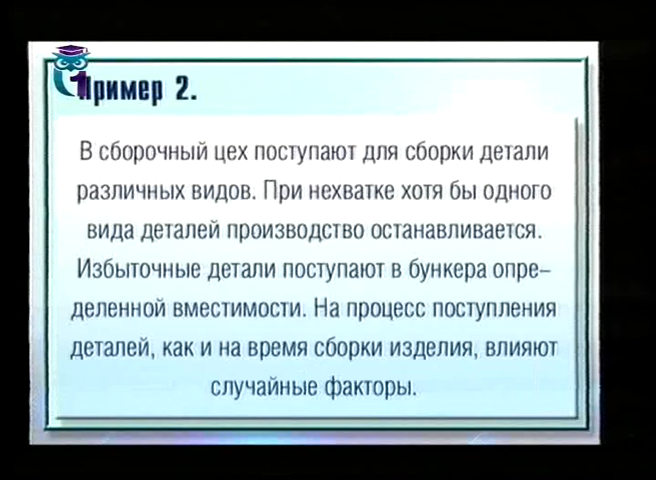 Пример 2.
В сборочный цех поступают для сборки детали
различных видов. При нехватке хотя бы одного
вида деталей производство останавливается.
Избыточные детали поступают в бункера опре–
деленной вместимости. На процесс поступления
деталей, как и на время сборки изделия, влияют
случайные факторы.